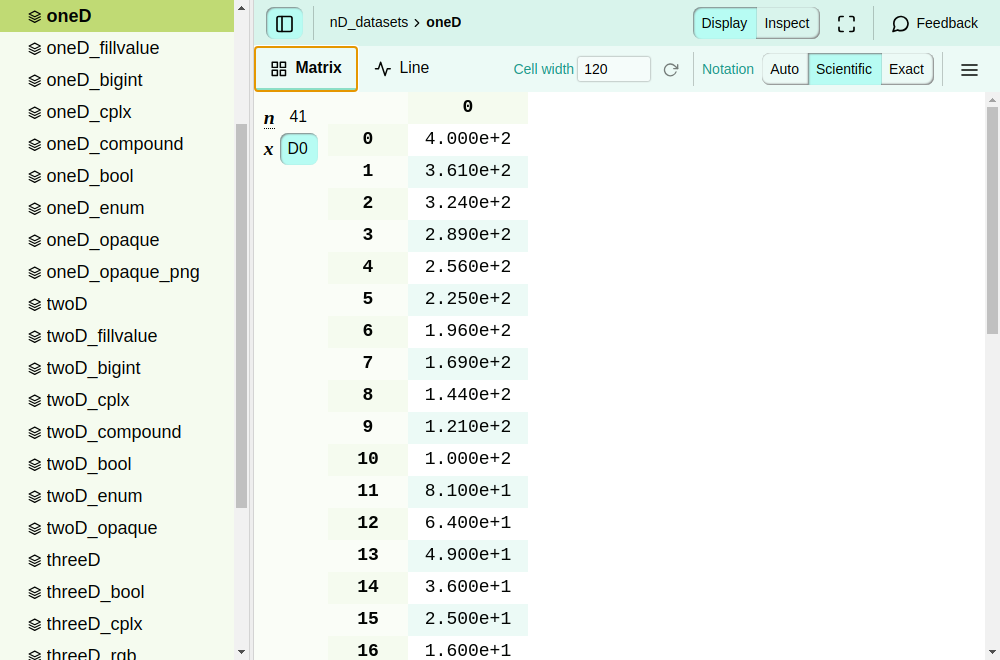 oneD
oneD_fillvalue
oneD_bigint
oneD_cplx
oneD_compound
oneD_bool
oneD_enum
oneD_opaque
oneD_opaque_png
twoD
twoD_fillvalue
twoD_bigint
twoD_cplx
twoD_compound
twoD_bool
twoD_enum
twoD_opaque
threeD
threeD_bool
threeD_cplx
threeD_rgb
nD_datasets > oneD
Display Inspect Feedback
Matrix Line Cell width 120 Notation Auto Scientific Exact
n 41
x D0
0
0 4.000e+2
1 3.610e+2
2 3.240e+2
3 2.890e+2
4 2.560e+2
5 2.250e+2
6 1.960e+2
7 1.690e+2
8 1.440e+2
9 1.210e+2
10 1.000e+2
11 8.100e+1
12 6.400e+1
13 4.900e+1
14 3.600e+1
15 2.500e+1
16 1.600e+1